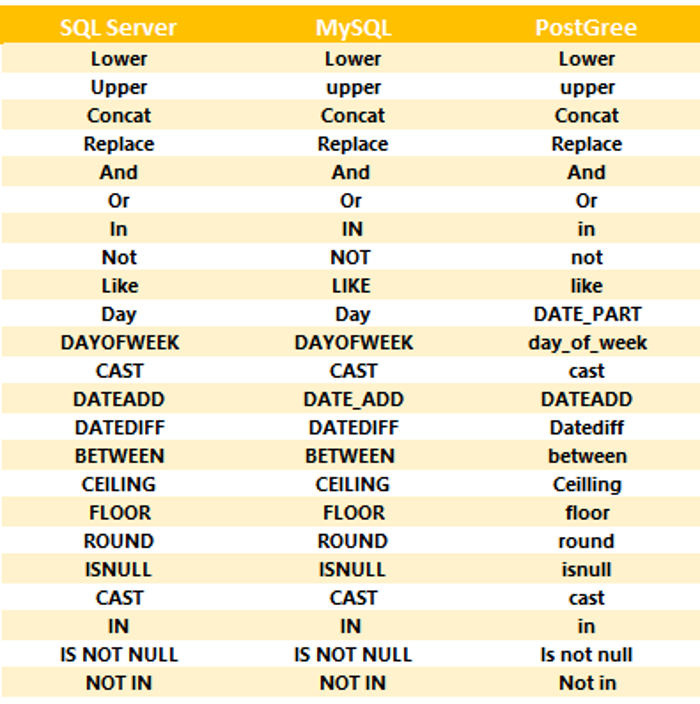 SQL Server MySQL PostGree
Lower Lower Lower
Upper upper upper
Concat Concat Concat
Replace Replace Replace
And And And
Or Or Or
In IN in
Not NOT not
Like LIKE like
Day Day DATE_PART
DAYOFWEEK DAYOFWEEK day_of_week
CAST CAST cast
DATEADD DATE_ADD DATEADD
DATEDIFF DATEDIFF Datediff
BETWEEN BETWEEN between
CEILING CEILING Ceilling
FLOOR FLOOR floor
ROUND ROUND round
ISNULL ISNULL isnull
CAST CAST cast
IN IN in
IS NOT NULL IS NOT NULL Is not null
NOT IN NOT IN Not in